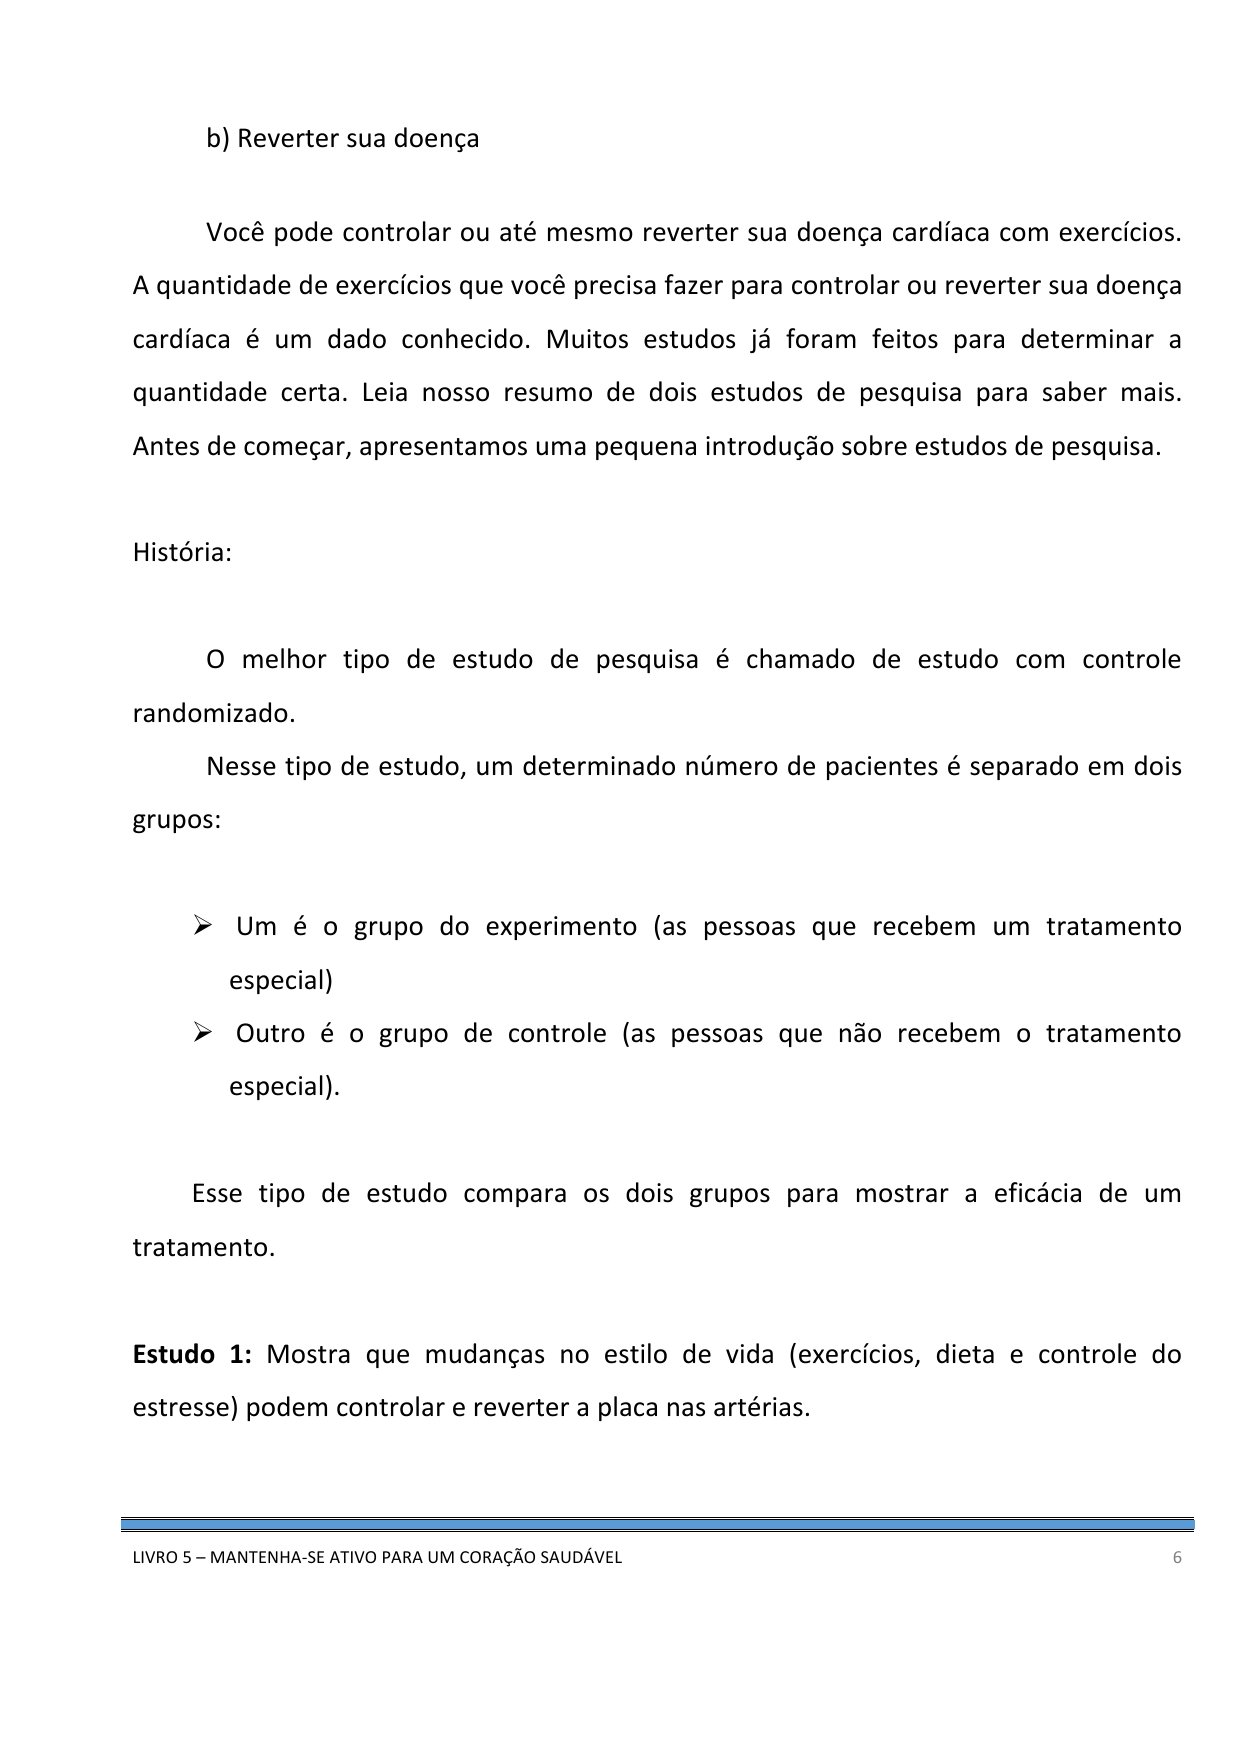 b) Reverter sua doença
Você pode controlar ou até mesmo reverter sua doença cardíaca com exercícios.
A quantidade de exercícios que você precisa fazer para controlar ou reverter sua doença
cardíaca é um dado conhecido. Muitos estudos já foram feitos para determinar a
quantidade certa. Leia nosso resumo de dois estudos de pesquisa para saber mais.
Antes de começar, apresentamos uma pequena introdução sobre estudos de pesquisa.
História:
O melhor tipo de estudo de pesquisa é chamado de estudo com controle
randomizado.
Nesse tipo de estudo, um determinado número de pacientes é separado em dois
grupos:
➢ Um é o grupo do experimento (as pessoas que recebem um tratamento
especial)
➢ Outro é o grupo de controle (as pessoas que não recebem o tratamento
especial).
Esse tipo de estudo compara os dois grupos para mostrar a eficácia de um
tratamento.
Estudo 1: Mostra que mudanças no estilo de vida (exercícios, dieta e controle do
estresse) podem controlar e reverter a placa nas artérias.
LIVRO 5 – MANTENHA-SE ATIVO PARA UM CORAÇÃO SAUDÁVEL 6